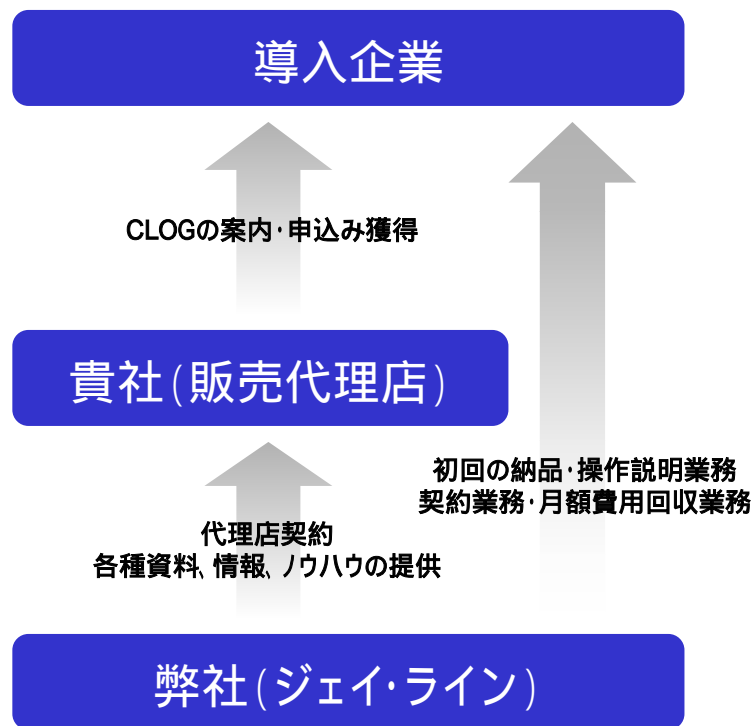 導入企業
CLOGの案内･申込み獲得
貴社(販売代理店)
初回の納品･操作説明業務
契約業務･月額費用回収業務
代理店契約
各種資料、情報、ノウハウの提供
弊社(ジェイ･ライン)